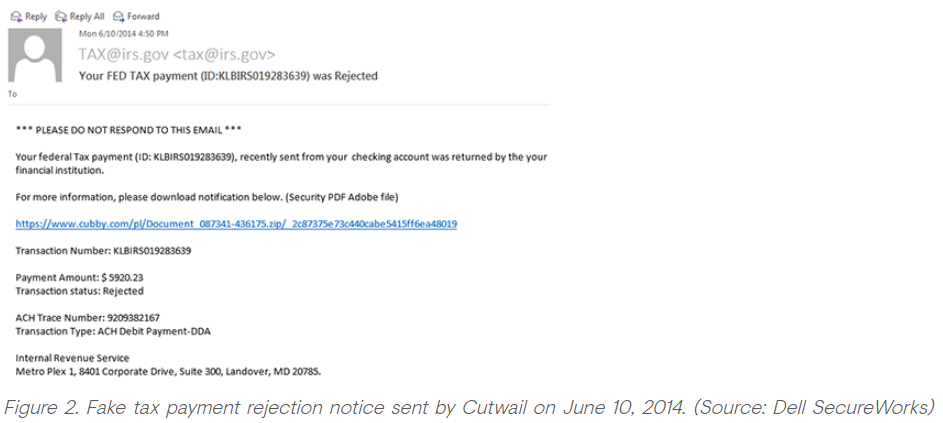 Reply Reply All Forward
Mon 6/10/2014 4:50 PM
TAX@irs.gov <tax@irs.gov>
Your FED TAX payment (ID:KLBIRS019283639) was Rejected
To
*** PLEASE DO NOT RESPOND TO THIS EMAIL ***
Your federal Tax payment (ID: KLBIRS019283639), recently sent from your checking account was returned by the your
financial institution.
For more information, please download notification below. (Security PDF Adobe file)
https://www.cubby.com/pl/Document_087341-436175.zip/_2c87375e73c440cabe5415ff6ea48019
Transaction Number: KLBIRS019283639
Payment Amount: $ 5920.23
Transaction status: Rejected
ACH Trace Number: 9209382167
Transaction Type: ACH Debit Payment-DDA
Internal Revenue Service
Metro Plex 1, 8401 Corporate Drive, Suite 300, Landover, MD 20785.
Figure 2. Fake tax payment rejection notice sent by Cutwail on June 10, 2014. (Source: Dell SecureWorks)